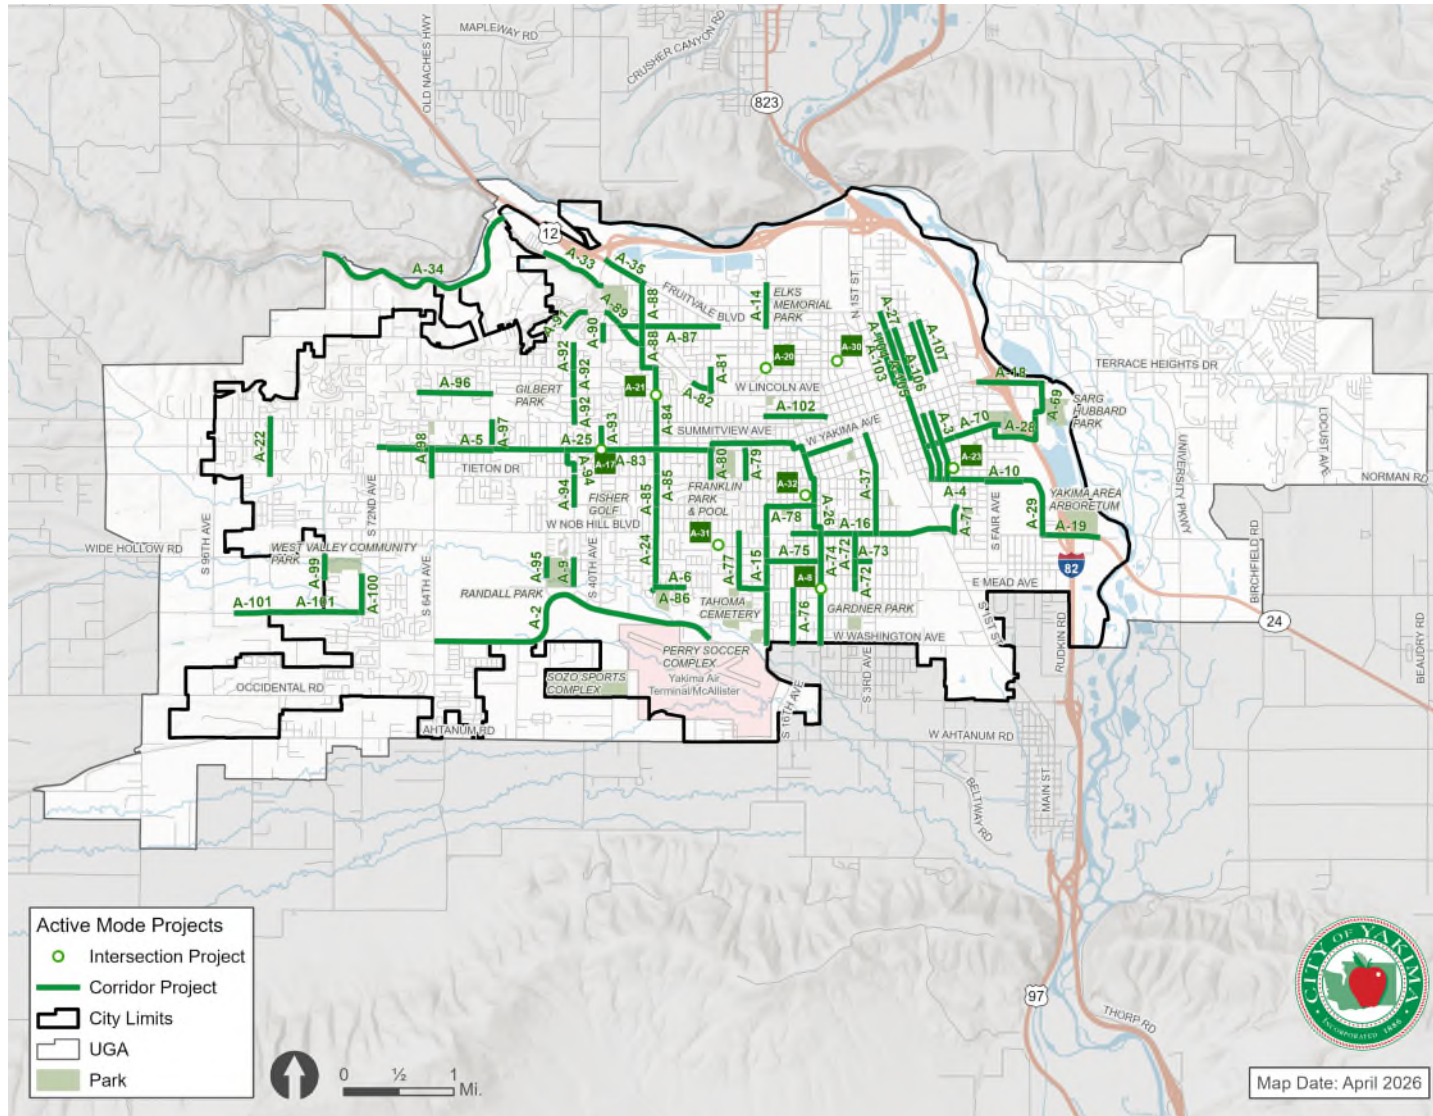 MAPLEWAY RD
OLD NACHES HWY
CRUSHER CANYON RD
823
12
A-34
A-33
A-35
A-88
FRUITVALE BLVD
A-14
ELKS
MEMORIAL
PARK
N 1ST ST
A-27
A-107
A-89
A-91
A-90
A-87
A-88
A-20
A-30
A-103
A-106
A-105
TERRACE HEIGHTS DR
A-92
A-92
A-81
A-82
W LINCOLN AVE
A-18
A-96
GILBERT
PARK
A-21
A-69
SARG
HUBBARD
PARK
A-92
A-84
A-102
A-22
A-97
A-93
SUMMITVIEW AVE
W YAKIMA AVE
A-3
A-70
A-28
LOCUST AVE
A-98
A-5
A-25
A-17
A-83
TIETON DR
A-94
A-94
A-85
A-85
A-80
A-79
A-23
A-10
A-4
UNIVERSITY PKWY
NORMAN RD
S 72ND AVE
FISHER
GOLF
FRANKLIN
PARK
& POOL
A-32
A-37
A-26
S 96TH AVE
W NOB HILL BLVD
A-78
A-16
A-71
S FAIR AVE
A-29
YAKIMA AREA
ARBORETUM
A-19
WIDE HOLLOW RD
WEST VALLEY COMMUNITY
PARK
A-24
A-31
A-77
A-15
A-75
A-74
A-72
A-73
82
BIRCHFIELD RD
A-99
A-100
S 64TH AVE
A-95
A-9
S 40TH AVE
A-6
A-8
A-72
E MEAD AVE
RANDALL PARK
A-86
A-101
A-101
A-2
TAHOMA
CEMETERY
A-76
GARDNER PARK
S 1ST ST
RUDKIN RD
24
W WASHINGTON AVE
PERRY SOCCER
COMPLEX
Yakima Air
Terminal/McAllister
SOZO SPORTS
COMPLEX
S 3RD AVE
BEAUDRY RD
OCCIDENTAL RD
S 16TH AVE
AHTANUM RD
W AHTANUM RD
BELTWAY RD
MAIN ST
97
THORP RD
Active Mode Projects
Intersection Project
Corridor Project
City Limits
UGA
Park
0 ½ 1
Mi.
CITY OF YAKIMA
INCORPORATED 1886
Map Date: April 2026